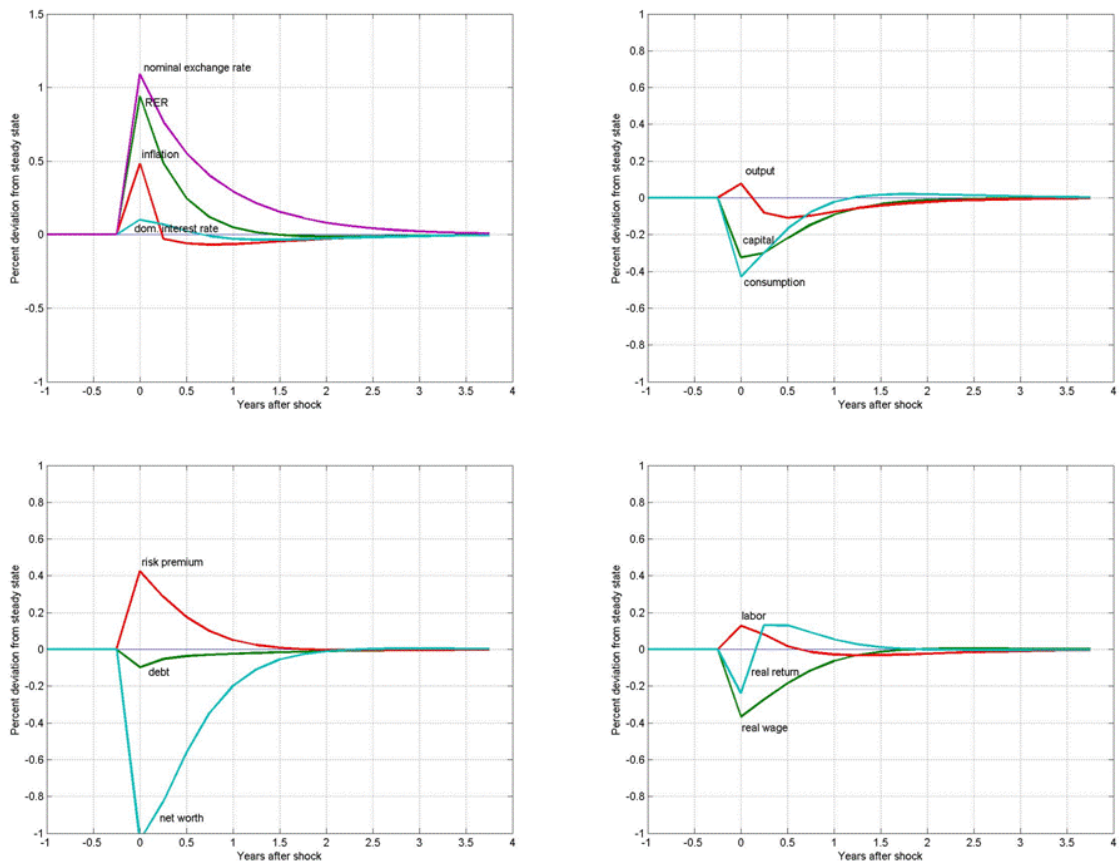 1.5
1
0.5
0
-0.5
-1
Percent deviation from steady state
nominal exchange rate
RER
inflation
dom. interest rate
-1 -0.5 0 0.5 1 1.5 2 2.5 3 3.5 4
Years after shock
1
0.8
0.6
0.4
0.2
0
-0.2
-0.4
-0.6
-0.8
-1
Percent deviation from steady state
output
capital
consumption
-1 -0.5 0 0.5 1 1.5 2 2.5 3 3.5 4
Years after shock
1
0.8
0.6
0.4
0.2
0
-0.2
-0.4
-0.6
-0.8
-1
Percent deviation from steady state
risk premium
debt
net worth
-1 -0.5 0 0.5 1 1.5 2 2.5 3 3.5 4
Years after shock
1
0.8
0.6
0.4
0.2
0
-0.2
-0.4
-0.6
-0.8
-1
Percent deviation from steady state
labor
real return
real wage
-1 -0.5 0 0.5 1 1.5 2 2.5 3 3.5 4
Years after shock